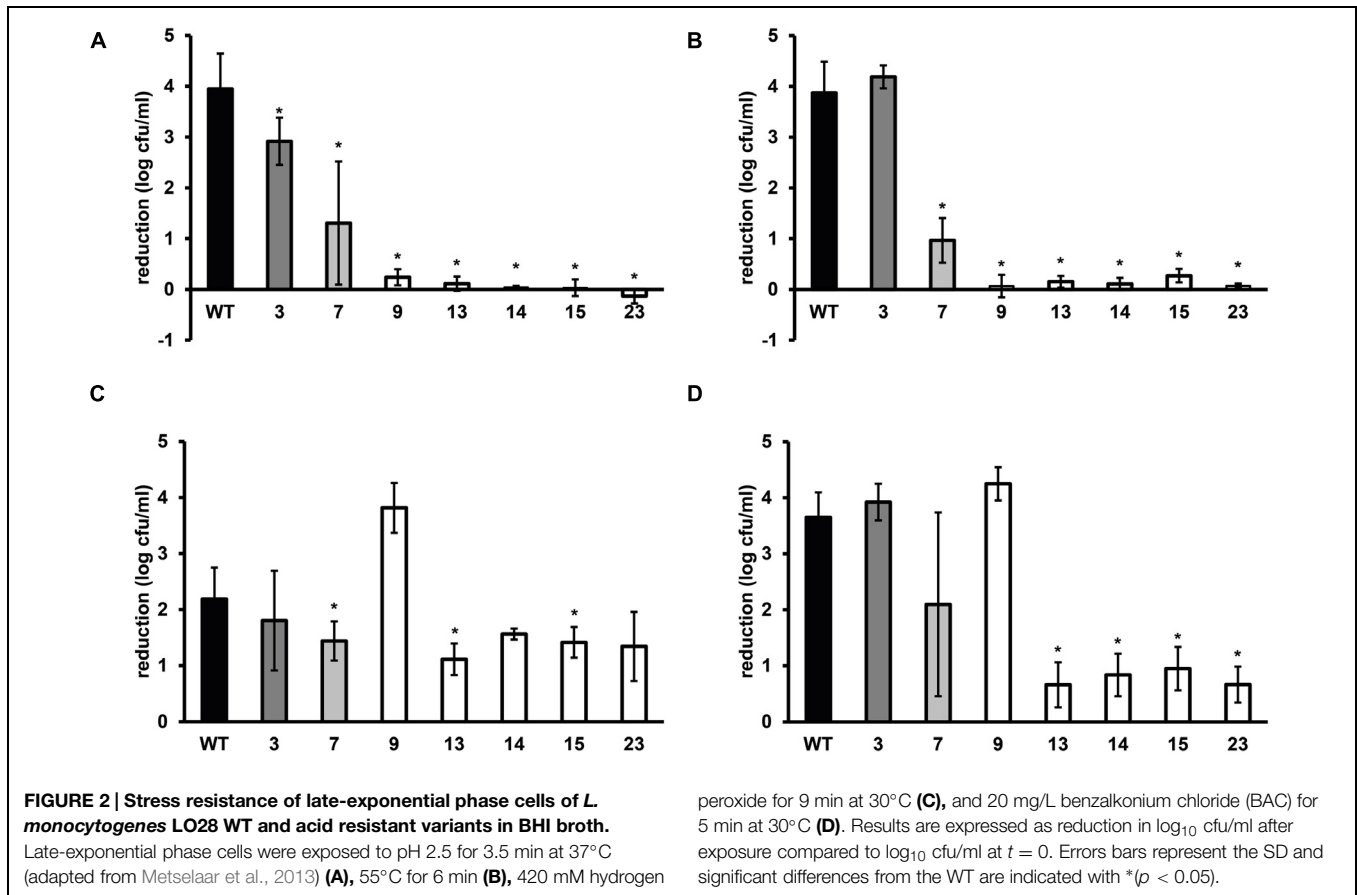 A
reduction (log cfu/ml)
5
4
3
2
1
0
-1
* * * * * * *
WT 3 7 9 13 14 15 23
B
reduction (log cfu/ml)
5
4
3
2
1
0
-1
* * * * * *
WT 3 7 9 13 14 15 23
C
reduction (log cfu/ml)
5
4
3
2
1
0
* * *
WT 3 7 9 13 14 15 23
D
reduction (log cfu/ml)
5
4
3
2
1
0
* * * *
WT 3 7 9 13 14 15 23
FIGURE 2 | Stress resistance of late-exponential phase cells of L.
monocytogenes LO28 WT and acid resistant variants in BHI broth.
Late-exponential phase cells were exposed to pH 2.5 for 3.5 min at 37°C
(adapted from Metselaar et al., 2013) (A), 55°C for 6 min (B), 420 mM hydrogen
peroxide for 9 min at 30°C (C), and 20 mg/L benzalkonium chloride (BAC) for
5 min at 30°C (D). Results are expressed as reduction in log10 cfu/ml after
exposure compared to log10 cfu/ml at t = 0. Errors bars represent the SD and
significant differences from the WT are indicated with *(p < 0.05).